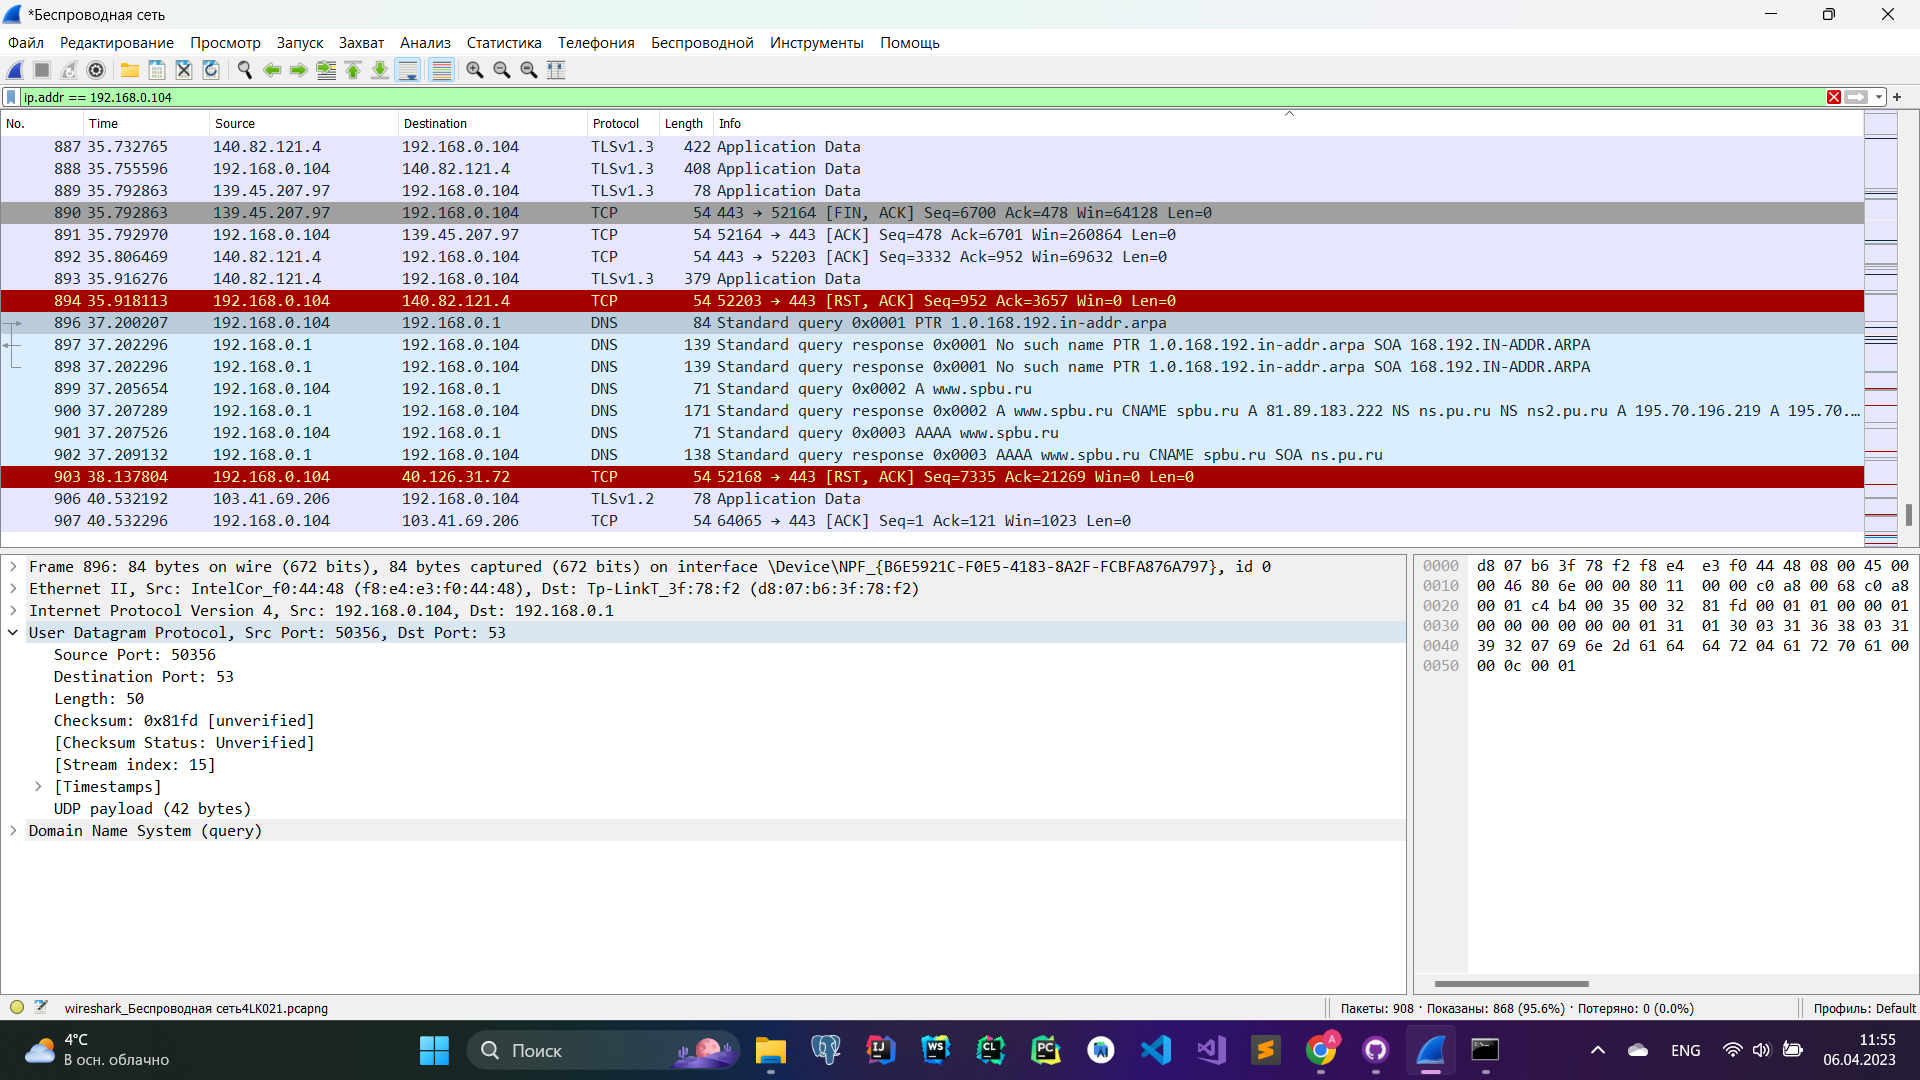 *Беспроводная сеть
Файл Редактирование Просмотр Запуск Захват Анализ Статистика Телефония Беспроводной Инструменты Помощь
ip.addr == 192.168.0.104
No. Time Source Destination Protocol Length Info
887 35.732765 140.82.121.4 192.168.0.104 TLSv1.3 422 Application Data
888 35.755596 192.168.0.104 140.82.121.4 TLSv1.3 408 Application Data
889 35.792863 139.45.207.97 192.168.0.104 TLSv1.3 78 Application Data
890 35.792863 139.45.207.97 192.168.0.104 TCP 54 443 → 52164 [FIN, ACK] Seq=6700 Ack=478 Win=64128 Len=0
891 35.792970 192.168.0.104 139.45.207.97 TCP 54 52164 → 443 [ACK] Seq=478 Ack=6701 Win=260864 Len=0
892 35.806469 140.82.121.4 192.168.0.104 TCP 54 443 → 52203 [ACK] Seq=3332 Ack=952 Win=69632 Len=0
893 35.916276 140.82.121.4 192.168.0.104 TLSv1.3 379 Application Data
894 35.918113 192.168.0.104 140.82.121.4 TCP 54 52203 → 443 [RST, ACK] Seq=952 Ack=3657 Win=0 Len=0
896 37.200207 192.168.0.104 192.168.0.1 DNS 84 Standard query 0x0001 PTR 1.0.168.192.in-addr.arpa
897 37.202296 192.168.0.1 192.168.0.104 DNS 139 Standard query response 0x0001 No such name PTR 1.0.168.192.in-addr.arpa SOA 168.192.IN-ADDR.ARPA
898 37.202296 192.168.0.1 192.168.0.104 DNS 139 Standard query response 0x0001 No such name PTR 1.0.168.192.in-addr.arpa SOA 168.192.IN-ADDR.ARPA
899 37.205654 192.168.0.104 192.168.0.1 DNS 71 Standard query 0x0002 A www.spbu.ru
900 37.207289 192.168.0.1 192.168.0.104 DNS 171 Standard query response 0x0002 A www.spbu.ru CNAME spbu.ru A 81.89.183.222 NS ns.pu.ru NS ns2.pu.ru A 195.70.196.219 A 195.70.…
901 37.207526 192.168.0.104 192.168.0.1 DNS 71 Standard query 0x0003 AAAA www.spbu.ru
902 37.209132 192.168.0.1 192.168.0.104 DNS 138 Standard query response 0x0003 AAAA www.spbu.ru CNAME spbu.ru SOA ns.pu.ru
903 38.137804 192.168.0.104 40.126.31.72 TCP 54 52168 → 443 [RST, ACK] Seq=7335 Ack=21269 Win=0 Len=0
906 40.532192 103.41.69.206 192.168.0.104 TLSv1.2 78 Application Data
907 40.532296 192.168.0.104 103.41.69.206 TCP 54 64065 → 443 [ACK] Seq=1 Ack=121 Win=1023 Len=0
Frame 896: 84 bytes on wire (672 bits), 84 bytes captured (672 bits) on interface \Device\NPF_{B6E5921C-F0E5-4183-8A2F-FCBFA876A797}, id 0
Ethernet II, Src: IntelCor_f0:44:48 (f8:e4:e3:f0:44:48), Dst: Tp-LinkT_3f:78:f2 (d8:07:b6:3f:78:f2)
Internet Protocol Version 4, Src: 192.168.0.104, Dst: 192.168.0.1
User Datagram Protocol, Src Port: 50356, Dst Port: 53
Source Port: 50356
Destination Port: 53
Length: 50
Checksum: 0x81fd [unverified]
[Checksum Status: Unverified]
[Stream index: 15]
[Timestamps]
UDP payload (42 bytes)
Domain Name System (query)
0000 d8 07 b6 3f 78 f2 f8 e4 e3 f0 44 48 08 00 45 00
0010 00 46 80 6e 00 00 80 11 00 00 c0 a8 00 68 c0 a8
0020 00 01 c4 b4 00 35 00 32 81 fd 00 01 01 00 00 01
0030 00 00 00 00 00 00 01 31 01 30 03 31 36 38 03 31
0040 39 32 07 69 6e 2d 61 64 64 72 04 61 72 70 61 00
0050 00 0c 00 01
wireshark_Беспроводная сеть4LK021.pcapng
Пакеты: 908 · Показаны: 868 (95.6%) · Потеряно: 0 (0.0%)
Профиль: Default
4°C
В осн. облачно
Поиск
IJ
WS
CL
PC
A
ENG
11:55
06.04.2023